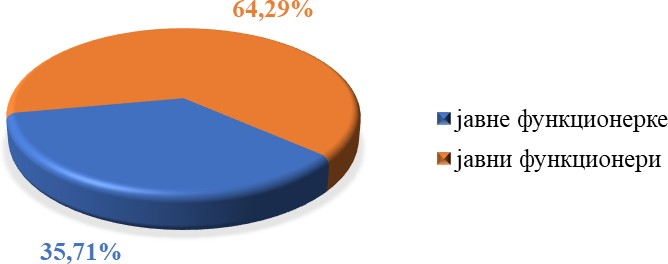 64,29%
јавне функционерке
јавни функционери
35,71%